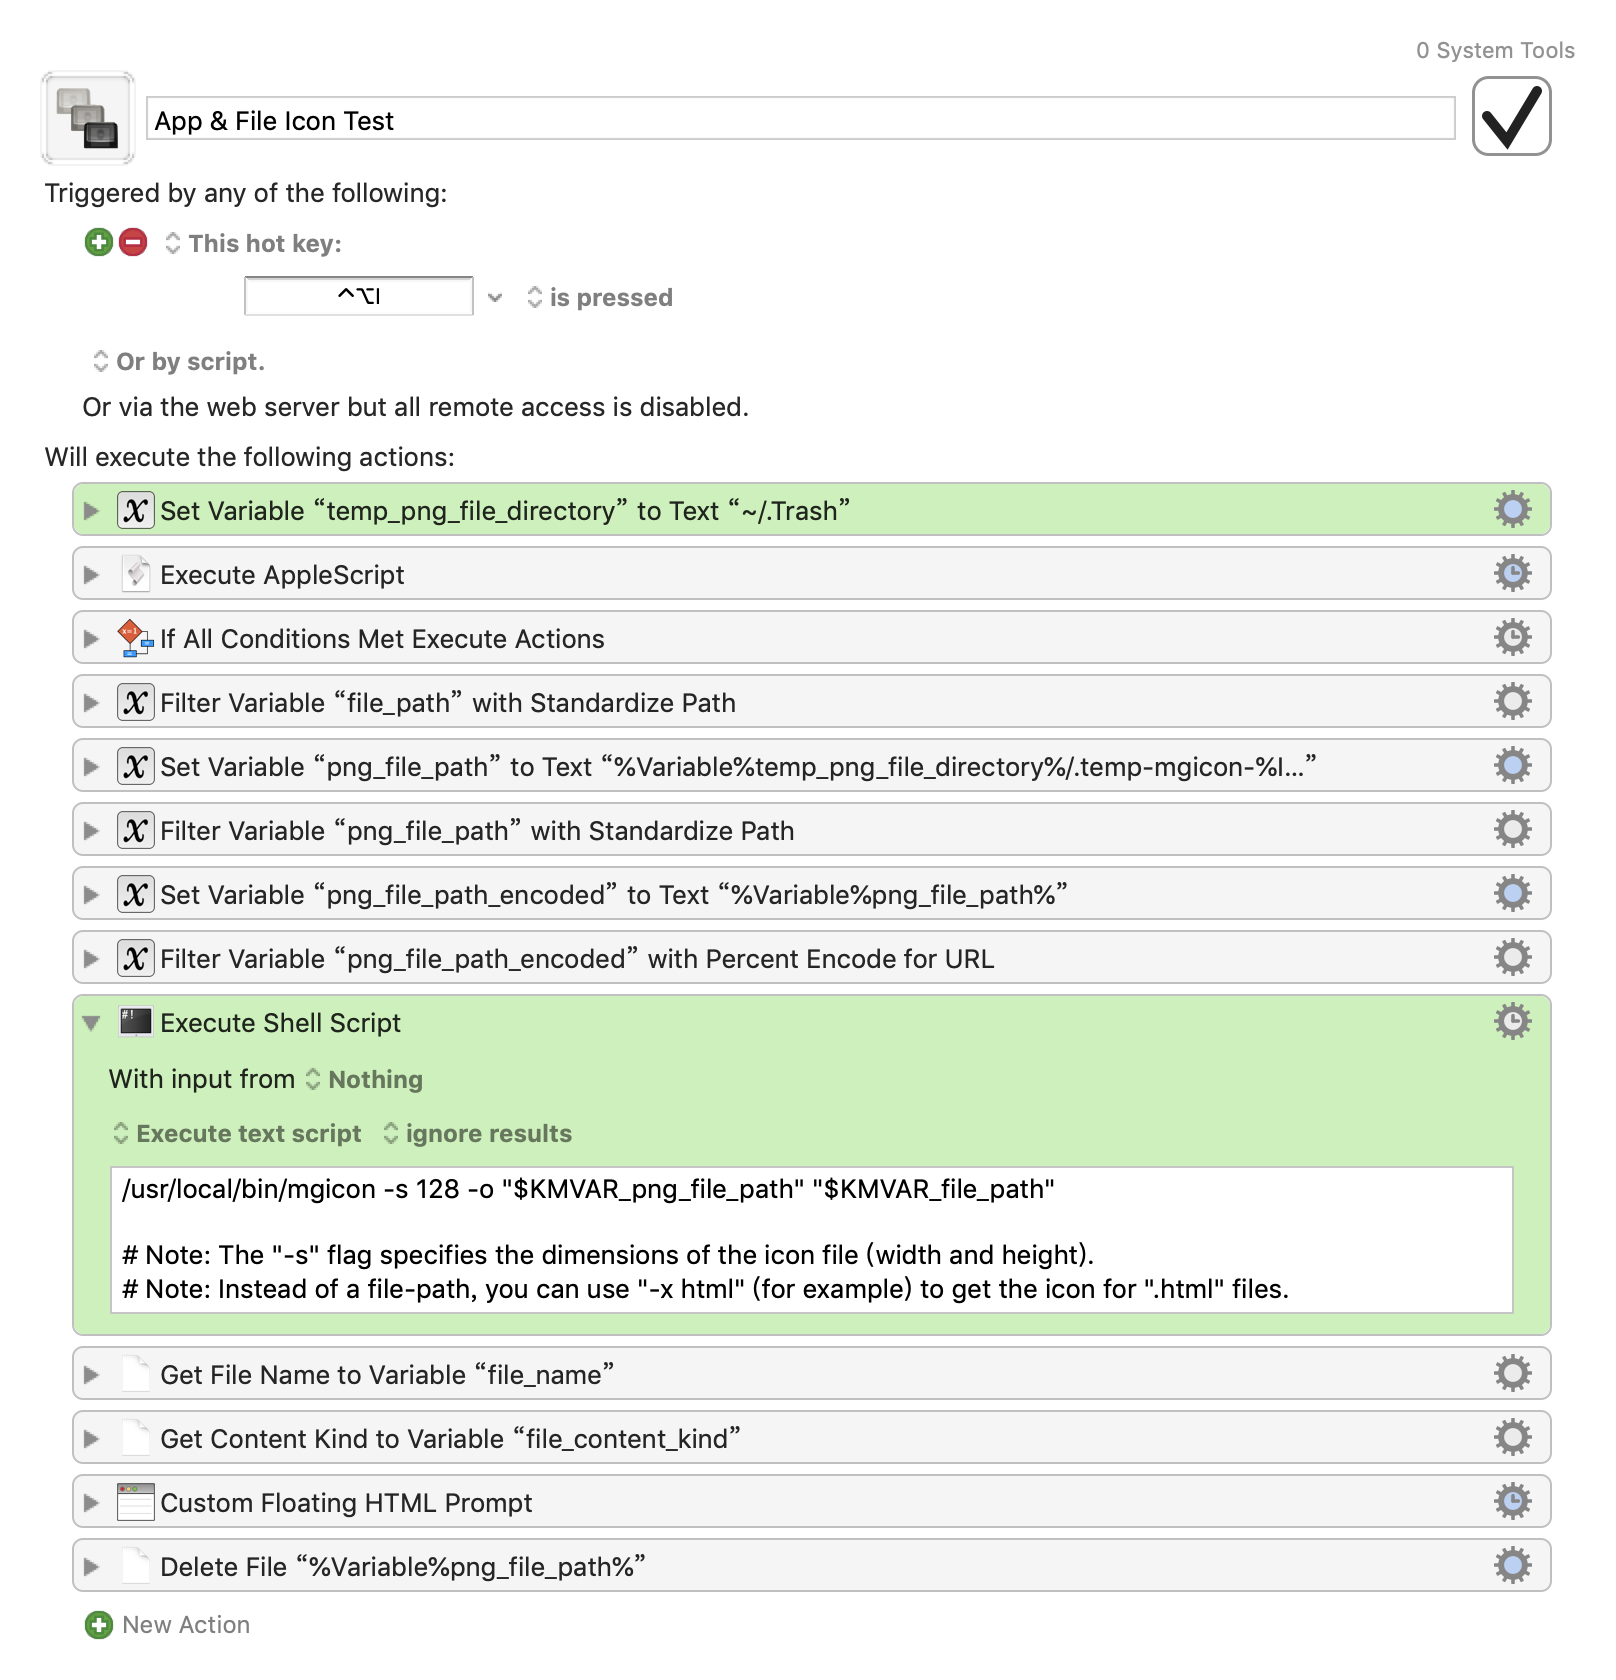 0 System Tools
App & File Icon Test
Triggered by any of the following:
This hot key:
^⌥I
is pressed
Or by script.
Or via the web server but all remote access is disabled.
Will execute the following actions:
Set Variable “temp_png_file_directory” to Text “~/.Trash”
Execute AppleScript
x=1
If All Conditions Met Execute Actions
Filter Variable “file_path” with Standardize Path
Set Variable “png_file_path” to Text “%Variable%temp_png_file_directory%/.temp-mgicon-%I...”
Filter Variable “png_file_path” with Standardize Path
Set Variable “png_file_path_encoded” to Text “%Variable%png_file_path%”
Filter Variable “png_file_path_encoded” with Percent Encode for URL
#!
Execute Shell Script
With input from Nothing
Execute text script ignore results
/usr/local/bin/mgicon -s 128 -o "$KMVAR_png_file_path" "$KMVAR_file_path"
# Note: The "-s" flag specifies the dimensions of the icon file (width and height).
# Note: Instead of a file-path, you can use "-x html" (for example) to get the icon for ".html" files.
Get File Name to Variable “file_name”
Get Content Kind to Variable “file_content_kind”
Custom Floating HTML Prompt
Delete File “%Variable%png_file_path%”
New Action